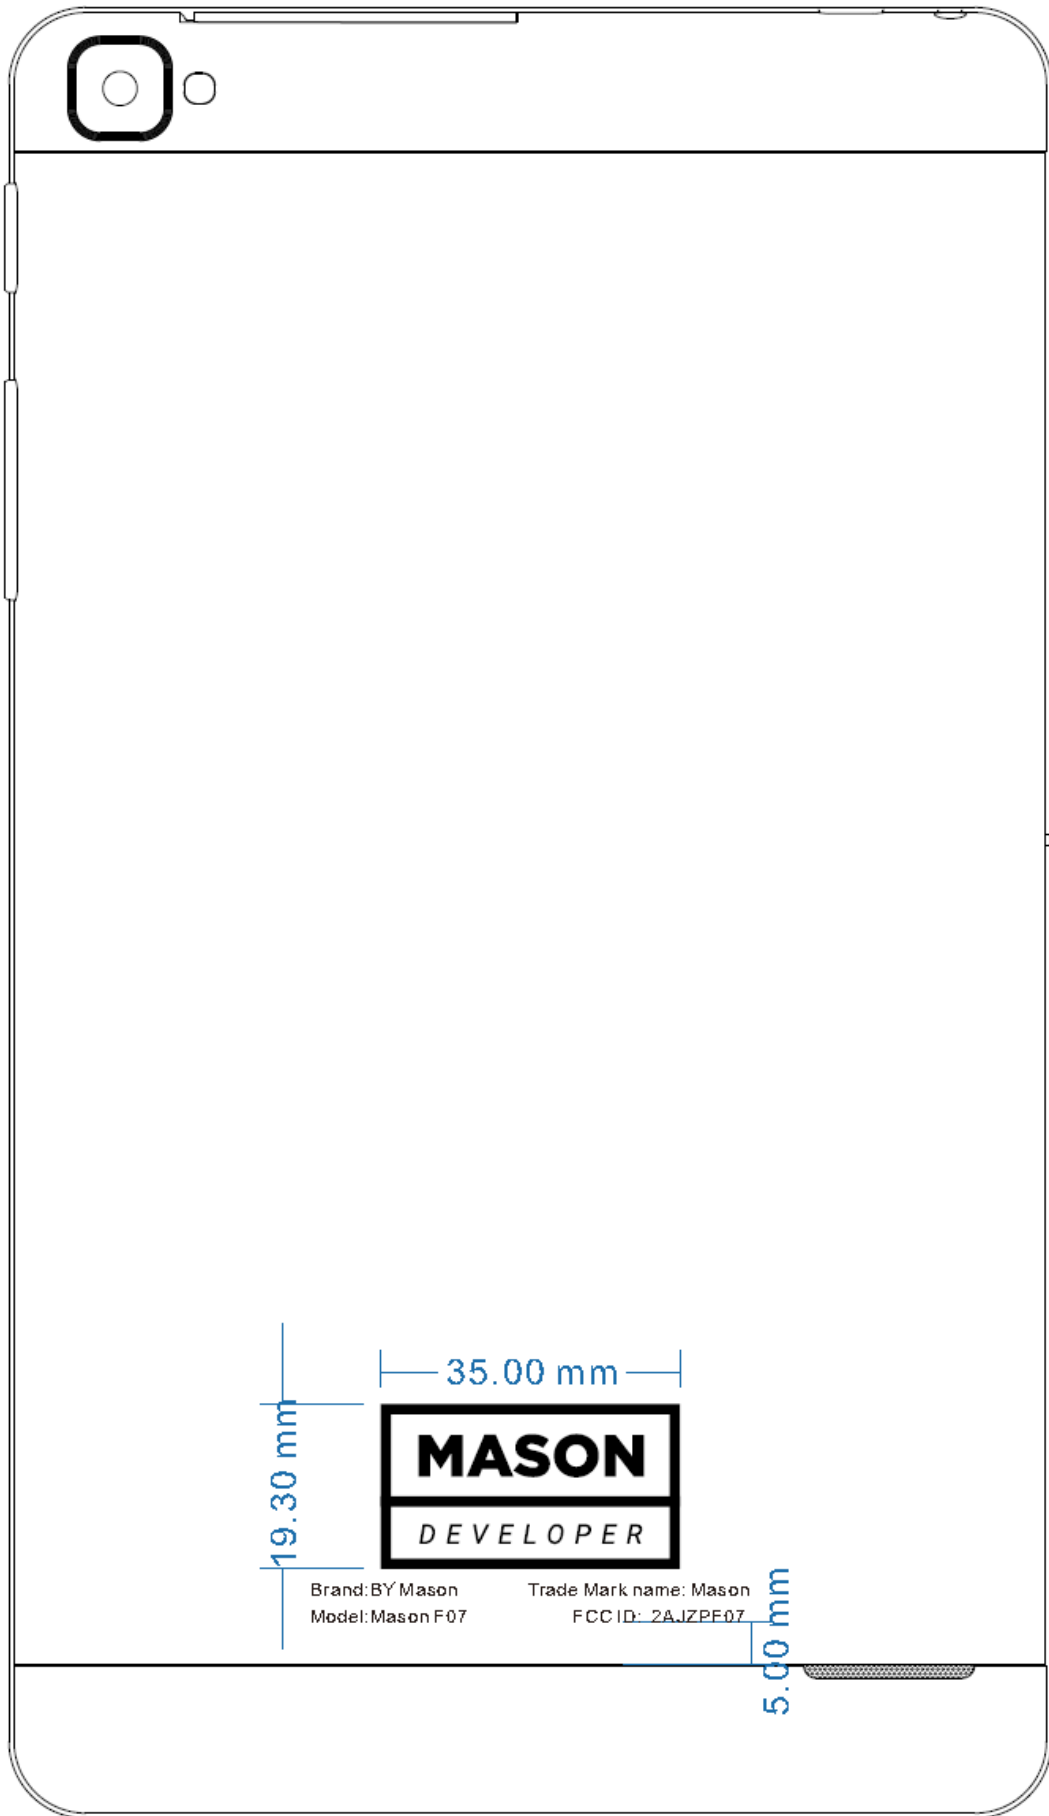 35.00 mm
19.30 mm
MASON
DEVELOPER
Brand:BY Mason Trade Mark name: Mason
Model:Mason F07 FCC ID: 2AJZPF07
5.00 mm